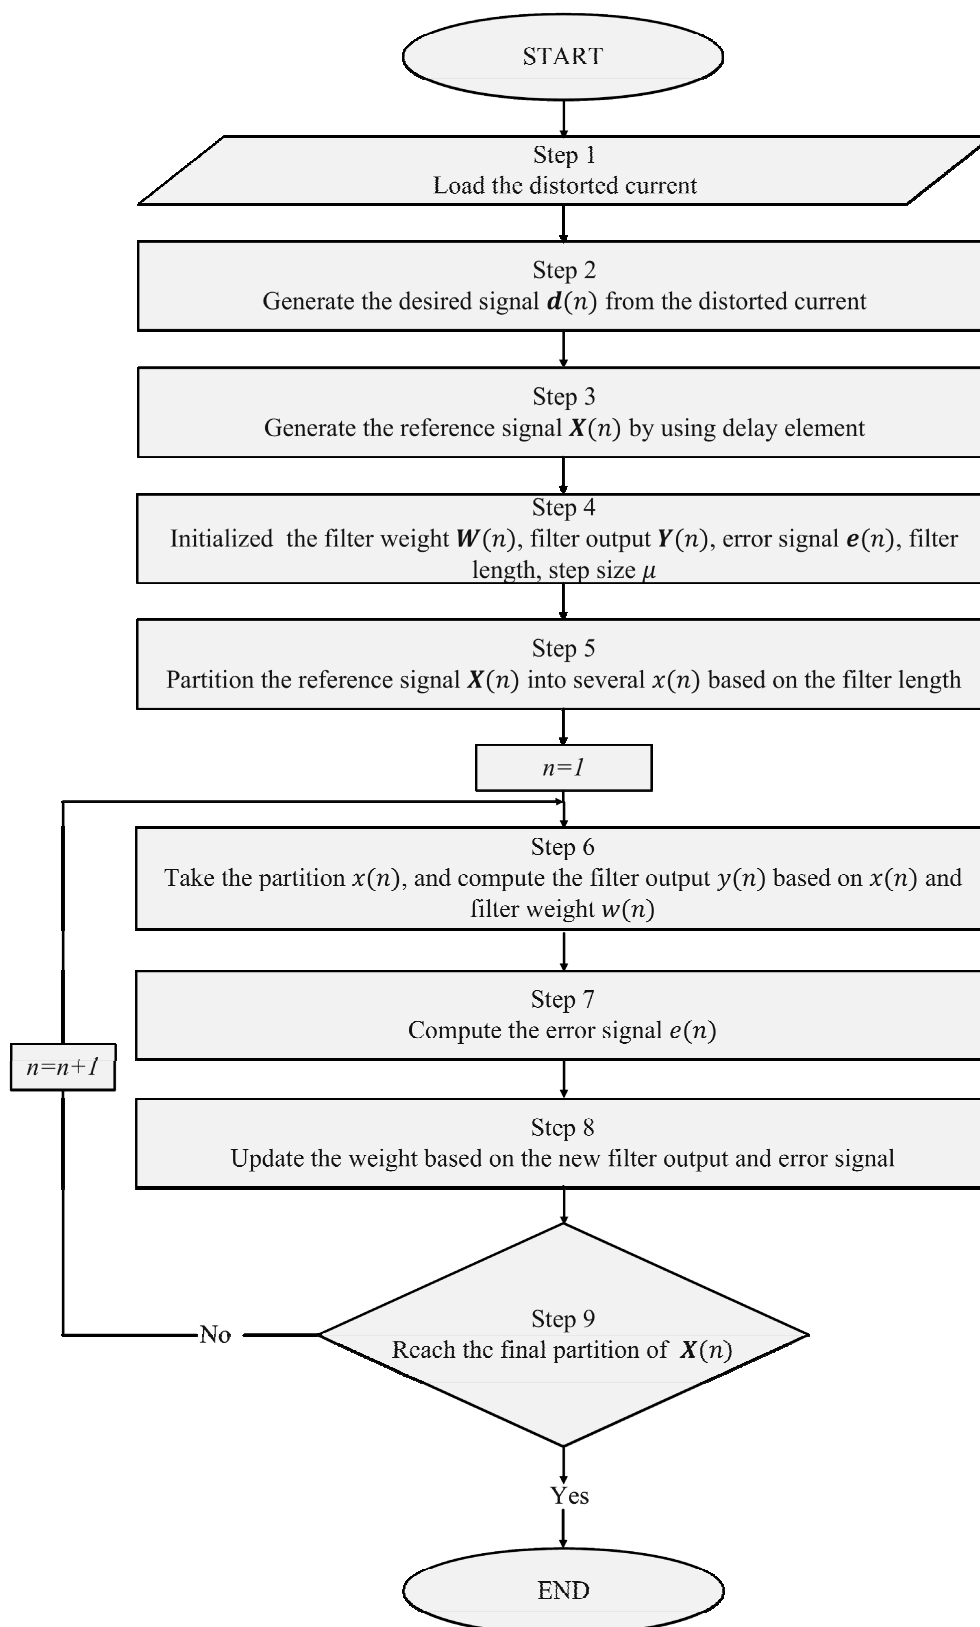 START
Step 1
Load the distorted current
Step 2
Generate the desired signal d(n) from the distorted current
Step 3
Generate the reference signal X(n) by using delay element
Step 4
Initialized the filter weight W(n), filter output Y(n), error signal e(n), filter
length, step size μ
Step 5
Partition the reference signal X(n) into several x(n) based on the filter length
n=1
Step 6
Take the partition x(n), and compute the filter output y(n) based on x(n) and
filter weight w(n)
Step 7
Compute the error signal e(n)
n=n+1
Step 8
Update the weight based on the new filter output and error signal
Step 9
Reach the final partition of X(n)
No
Yes
END